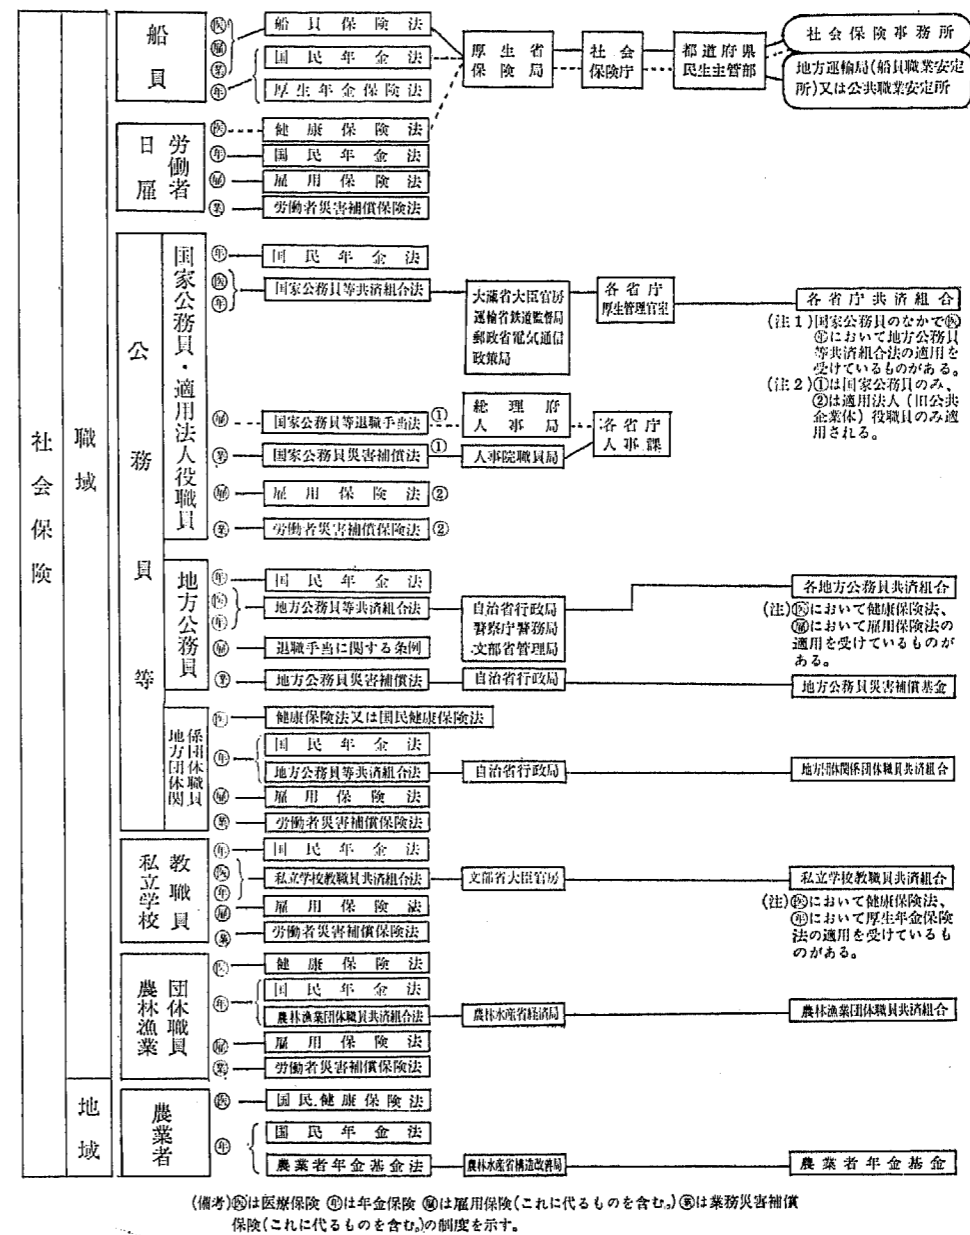 社会保険
職域
地域
船員
医
雇
業
年
船員保険法
国民年金法
厚生年金保険法
厚生省
保険局
社会
保険庁
都道府県
民生主管部
社会保険事務所
地方運輸局(船員職業安定
所)又は公共職業安定所
日雇
労働者
医 健康保険法
年 国民年金法
雇 雇用保険法
業 労働者災害補償保険法
公務員等
国家公務員・適用法人役職員
年 国民年金法
医
年
国家公務員等共済組合法
大蔵省大臣官房
運輸省鉄道監督局
郵政省電気通信
政策局
各省庁
厚生管理官室
各省庁共済組合
(注1)国家公務員のなかで医
年において地方公務員
等共済組合法の適用を
受けているものがある。
(注2)①は国家公務員のみ、
②は適用法人(旧公共
企業体)役職員のみ適
用される。
雇 国家公務員等退職手当法 ①
総理府
人事局
各省庁
人事課
業 国家公務員災害補償法 ①
人事院職員局
雇 雇用保険法 ②
業 労働者災害補償保険法 ②
地方公務員
年 国民年金法
医
年
地方公務員等共済組合法
自治省行政局
警察庁警務局
文部省管理局
各地方公務員共済組合
(注)医において健康保険法、
雇において雇用保険法の
適用を受けているものが
ある。
雇 退職手当に関する条例
業 地方公務員災害補償法
自治省行政局
地方公務員災害補償基金
地方団体関
係団体職員
医 健康保険法又は国民健康保険法
年
国民年金法
地方公務員等共済組合法
自治省行政局
地方団体関係団体職員共済組合
雇 雇用保険法
業 労働者災害補償保険法
私立学校
教職員
年 国民年金法
医
年
私立学校教職員共済組合法
文部省大臣官房
私立学校教職員共済組合
(注)医において健康保険法、
年において厚生年金保険
法の適用を受けているも
のがある。
雇 雇用保険法
業 労働者災害補償保険法
農林漁業
団体職員
医 健康保険法
年
国民年金法
農林漁業団体職員共済組合法
農林水産省経済局
農林漁業団体職員共済組合
雇 雇用保険法
業 労働者災害補償保険法
農業者
医 国民健康保険法
年
国民年金法
農業者年金基金法
農林水産省構造改善局
農業者年金基金
(備考)医は医療保険 年は年金保険 雇は雇用保険(これに代るものを含む。)業は業務災害補償
保険(これに代るものを含む。)の制度を示す。